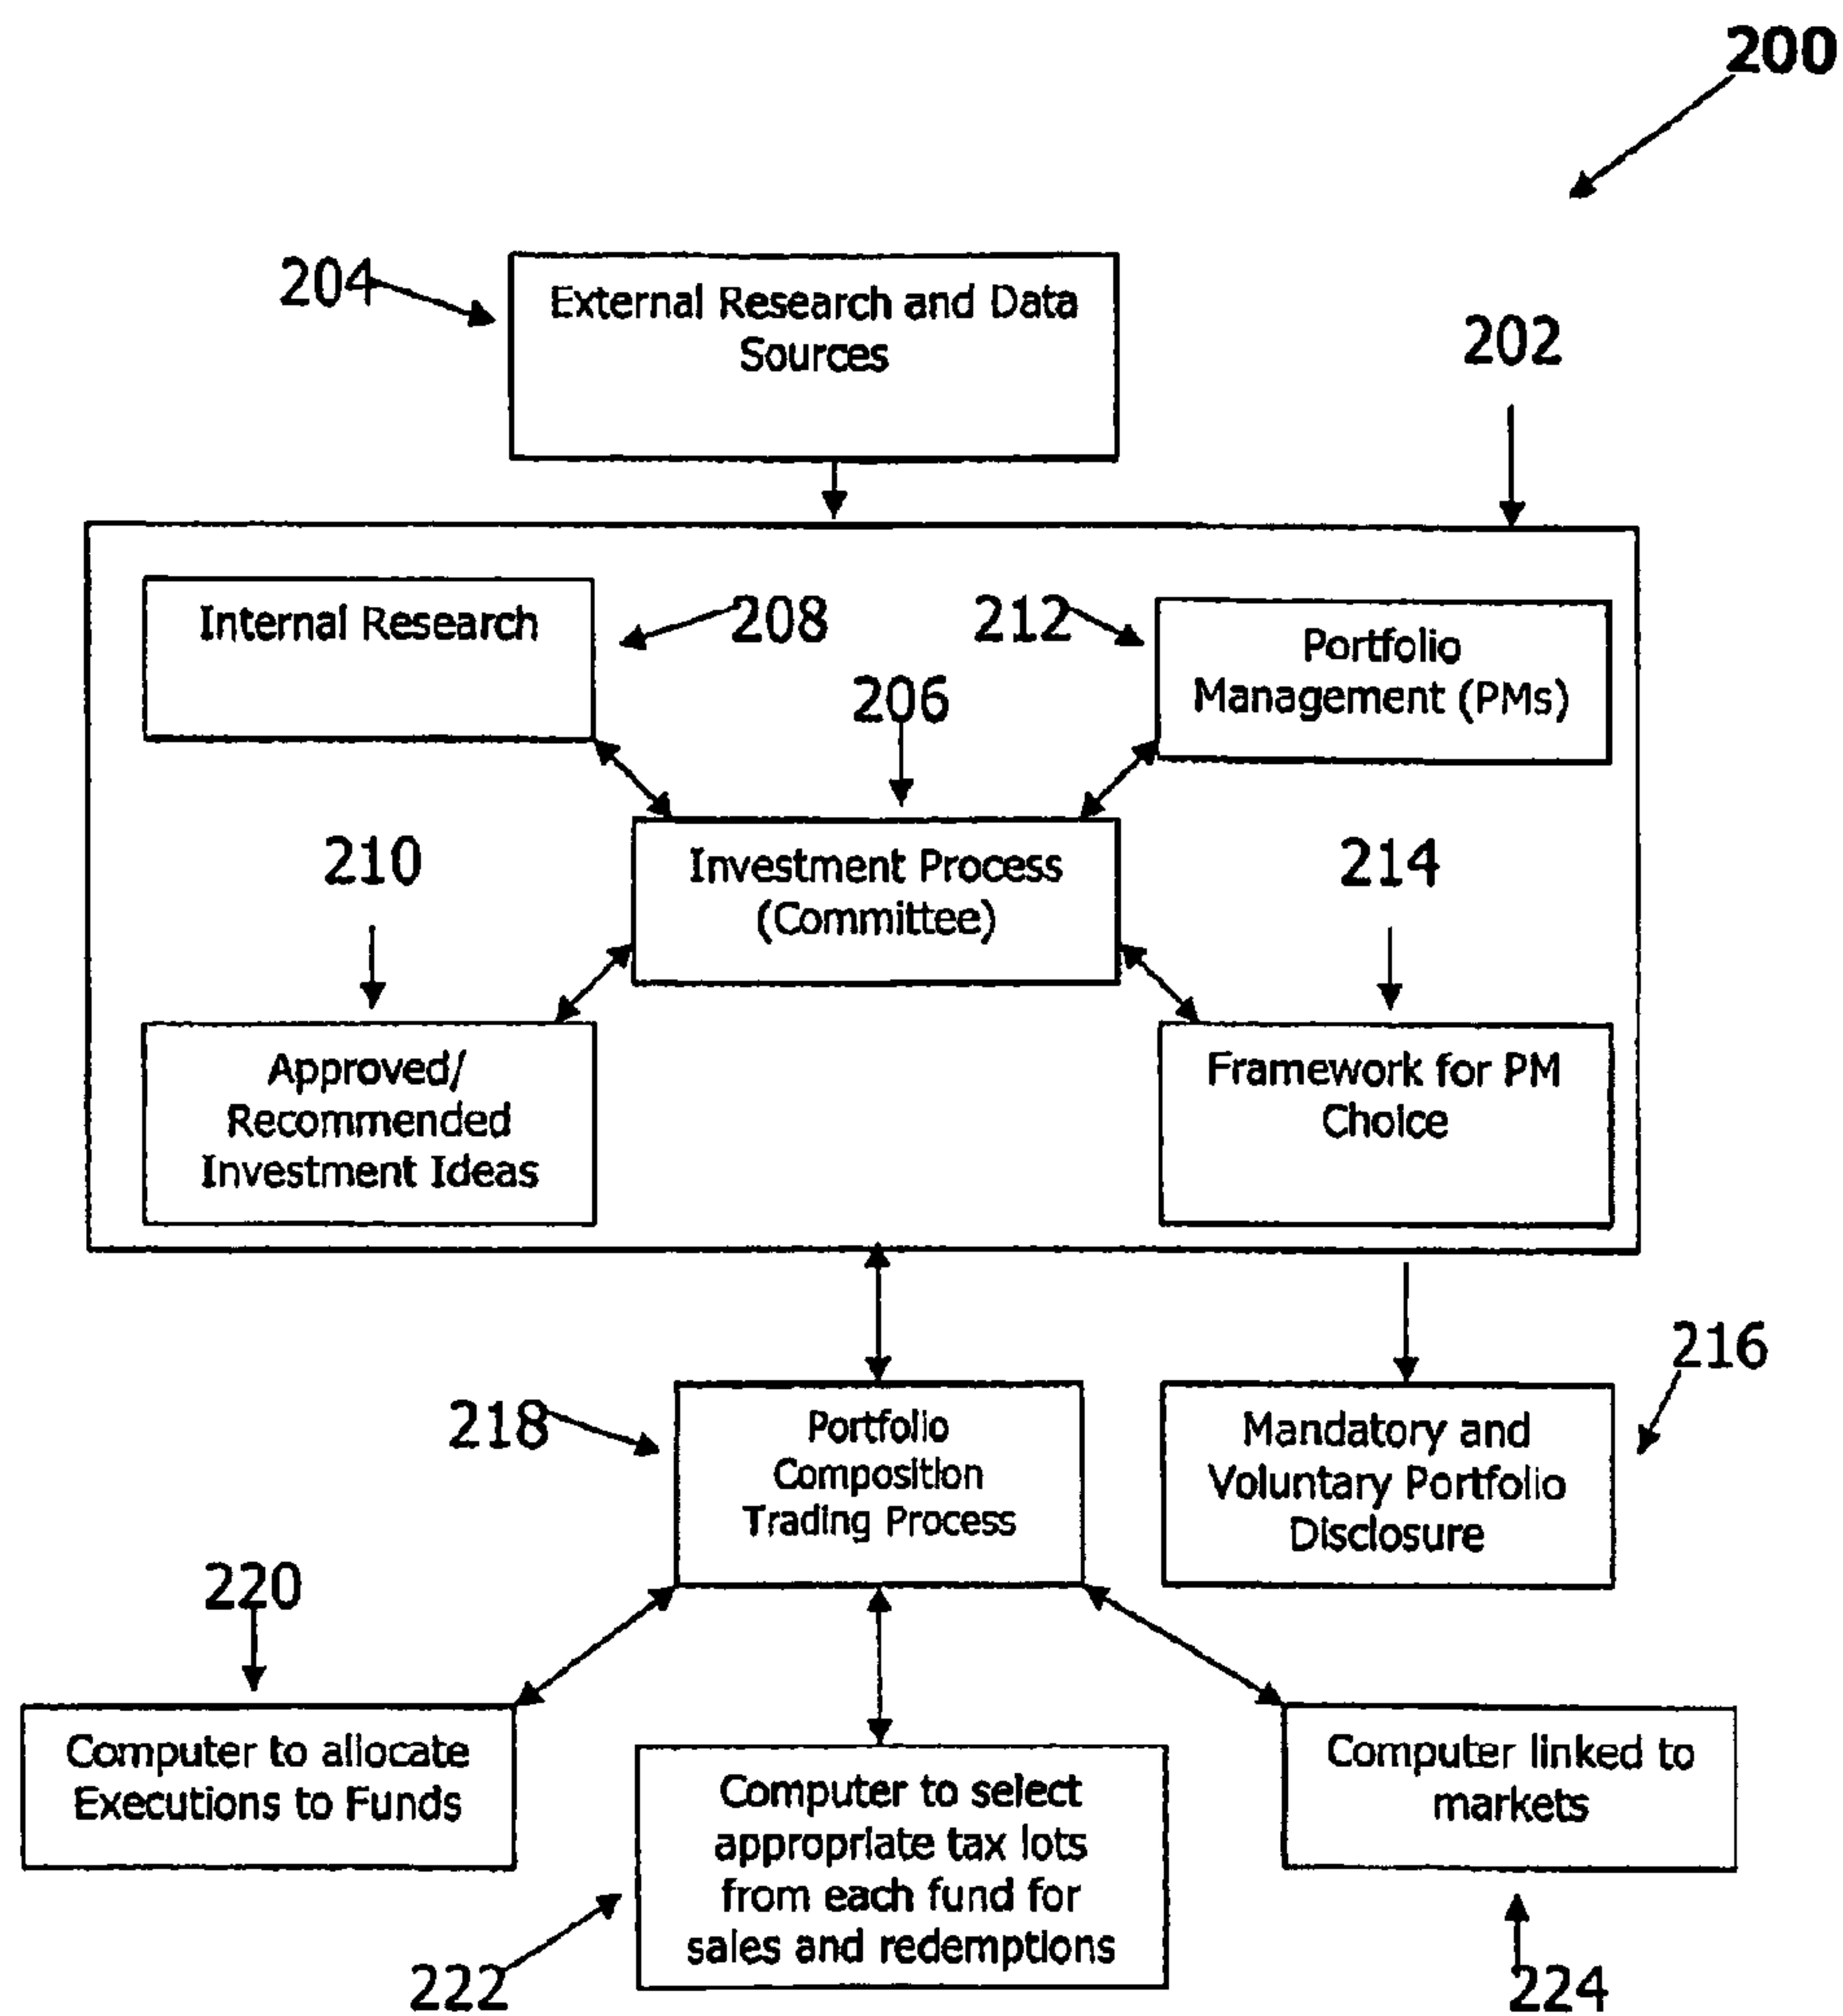 200
204
External Research and Data
Sources
202
Internal Research
208
212
Portfolio
Management (PMs)
206
210
Investment Process
(Committee)
214
Approved/
Recommended
Investment Ideas
Framework for PM
Choice
218
Portfolio
Composition
Trading Process
Mandatory and
Voluntary Portfolio
Disclosure
216
220
Computer to allocate
Executions to Funds
Computer to select
appropriate tax lots
from each fund for
sales and redemptions
Computer linked to
markets
222
224